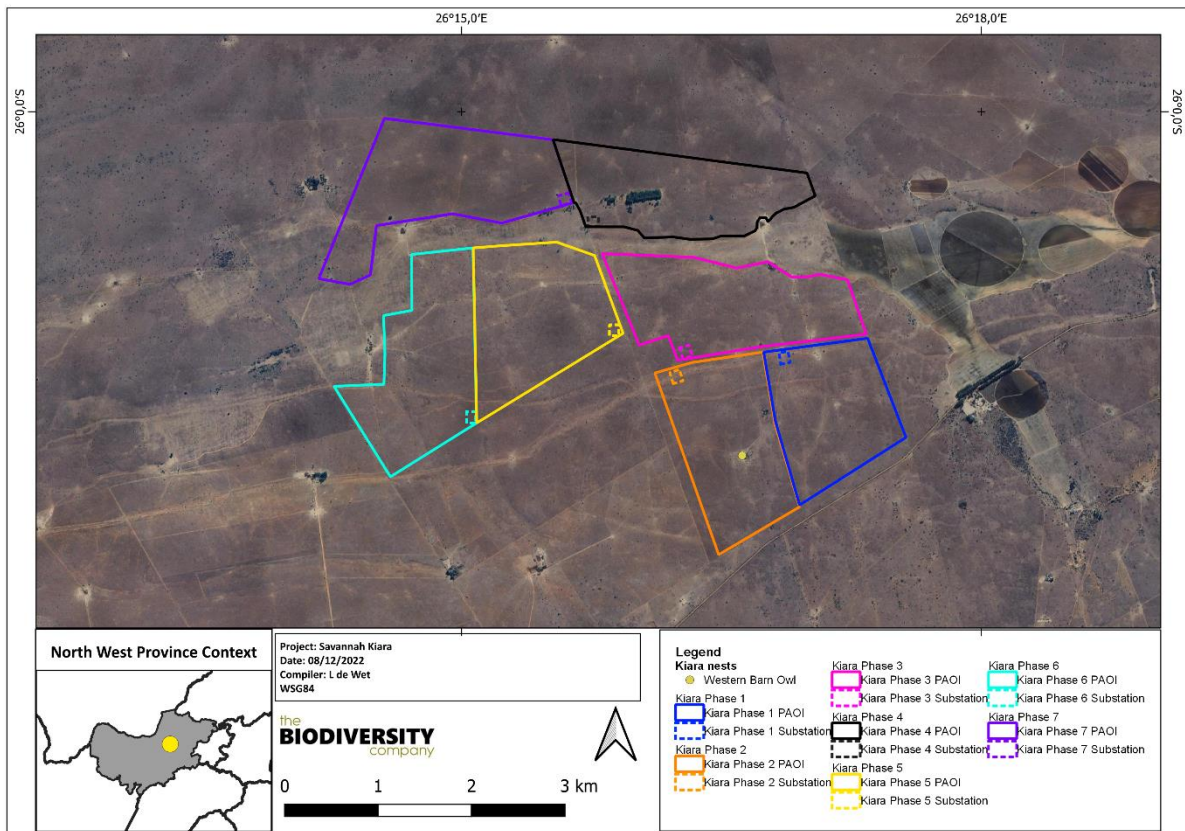 26°15,0'E
26°18,0'E
26°0,0'S
26°0,0'S
North West Province Context
Project: Savannah Kiara
Date: 08/12/2022
Compiler: L de Wet
WSG84
the
BIODIVERSITY
company
0 1 2 3 km
Legend
Kiara nests
Western Barn Owl
Kiara Phase 1
Kiara Phase 1 PAOI
Kiara Phase 1 Substation
Kiara Phase 2
Kiara Phase 2 PAOI
Kiara Phase 2 Substation
Kiara Phase 3
Kiara Phase 3 PAOI
Kiara Phase 3 Substation
Kiara Phase 4
Kiara Phase 4 PAOI
Kiara Phase 4 Substation
Kiara Phase 5
Kiara Phase 5 PAOI
Kiara Phase 5 Substation
Kiara Phase 6
Kiara Phase 6 PAOI
Kiara Phase 6 Substation
Kiara Phase 7
Kiara Phase 7 PAOI
Kiara Phase 7 Substation